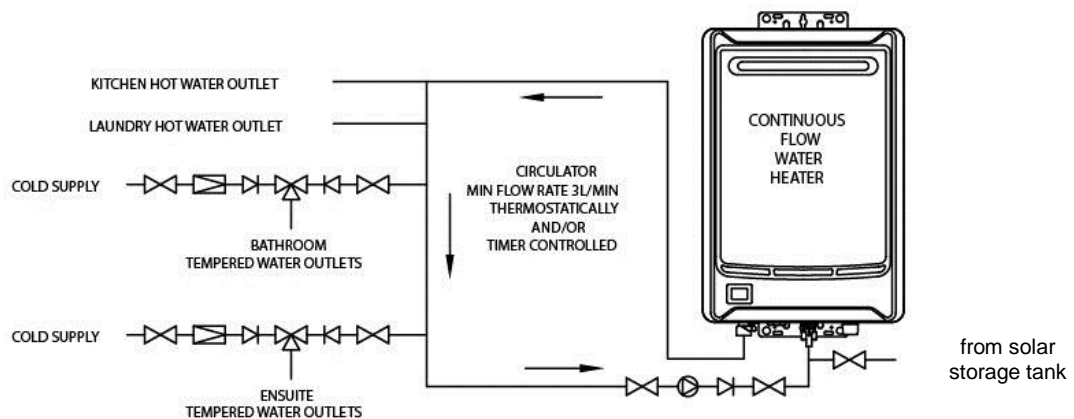 KITCHEN HOT WATER OUTLET
LAUNDRY HOT WATER OUTLET
COLD SUPPLY
BATHROOM
TEMPERED WATER OUTLETS
COLD SUPPLY
ENSUITE
TEMPERED WATER OUTLETS
CIRCULATOR
MIN FLOW RATE 3L/MIN
THERMOSTATICALLY
AND/OR
TIMER CONTROLLED
CONTINUOUS
FLOW
WATER
HEATER
from solar
storage tank